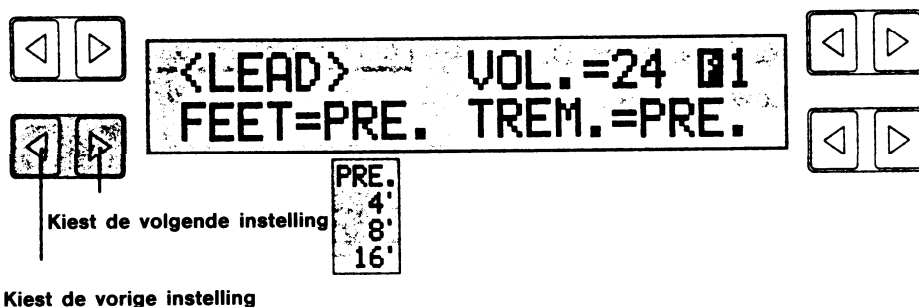 <LEAD> VOL.=24 P1
FEET=PRE. TREM.=PRE.
PRE.
4'
8'
16'
Kiest de volgende instelling
Kiest de vorige instelling